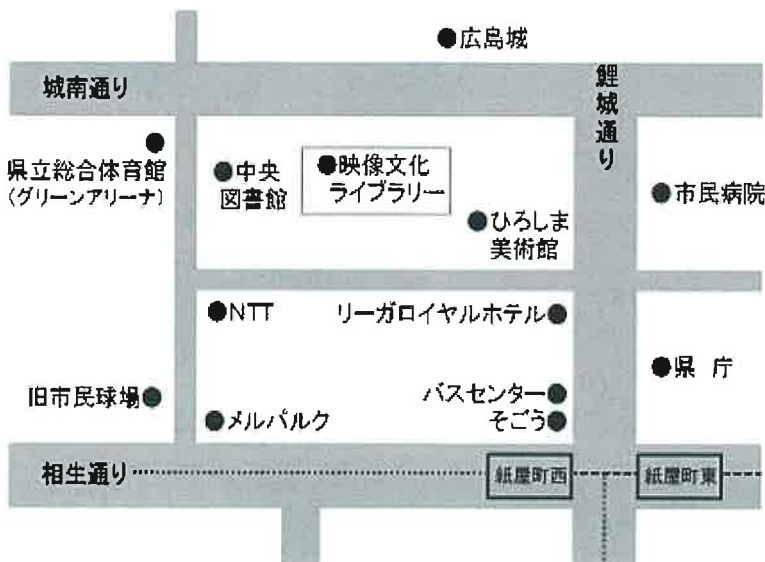 ●広島城
城南通り
鯉城通り
県立総合体育館
(グリーンアリーナ)
●中央
図書館
●映像文化
ライブラリー
●ひろしま
美術館
●市民病院
●NTT
リーガロイヤルホテル●
●県 庁
旧市民球場●
バスセンター●
●メルパルク
そごう●
相生通り
紙屋町西
紙屋町東